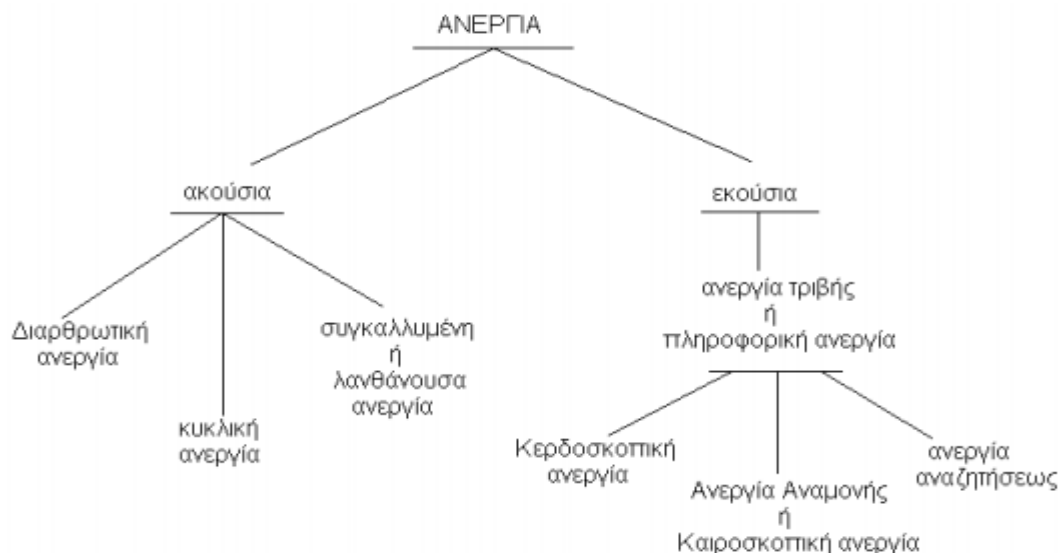 ΑΝΕΡΓΙΑ
ακούσια
εκούσια
Διαρθρωτική
ανεργία
κυκλική
ανεργία
συγκαλλυμένη
ή
λανθάνουσα
ανεργία
ανεργία τριβής
ή
πληροφορική ανεργία
Κερδοσκοπική
ανεργία
Ανεργία Αναμονής
ή
Καιροσκοπική ανεργία
ανεργία
αναζητήσεως